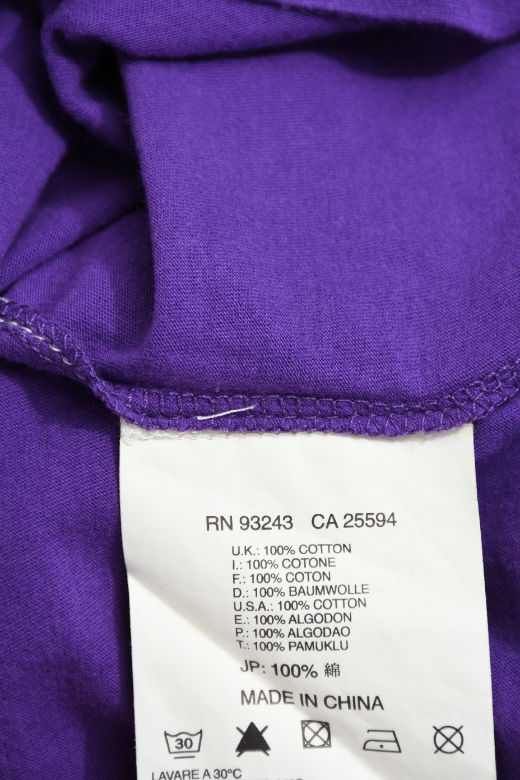 RN 93243 CA 25594
U.K.: 100% COTTON
I.: 100% COTONE
F.: 100% COTON
D.: 100% BAUMWOLLE
U.S.A.: 100% COTTON
E.: 100% ALGODON
P.: 100% ALGODAO
T.: 100% PAMUKLU
JP: 100% 綿
MADE IN CHINA
30
LAVARE A 30°C